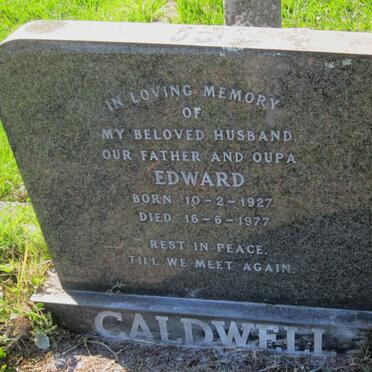 IN LOVING MEMORY
OF
MY BELOVED HUSBAND
OUR FATHER AND OUPA
EDWARD
BORN 10-2-1927
DIED 16-6-1977
REST IN PEACE.
TILL WE MEET AGAIN.
CALDWELL